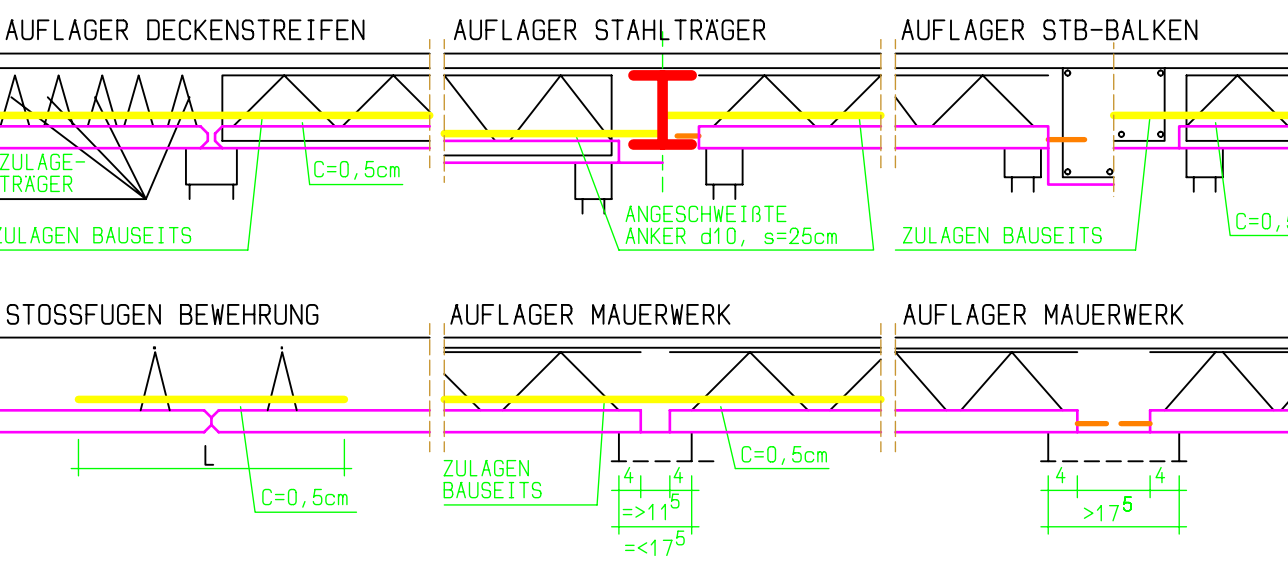 AUFLAGER DECKENSTREIFEN
ZULAGE-
TRÄGER
C=0,5cm
ZULAGEN BAUSEITS
AUFLAGER STAHLTRÄGER
ANGESCHWEIßTE
ANKER d10, s=25cm
AUFLAGER STB-BALKEN
ZULAGEN BAUSEITS
C=0,5
STOSSFUGEN BEWEHRUNG
L
C=0,5cm
AUFLAGER MAUERWERK
ZULAGEN
BAUSEITS
C=0,5cm
4 4
=>11⁵
=<17⁵
AUFLAGER MAUERWERK
4 4
>17⁵